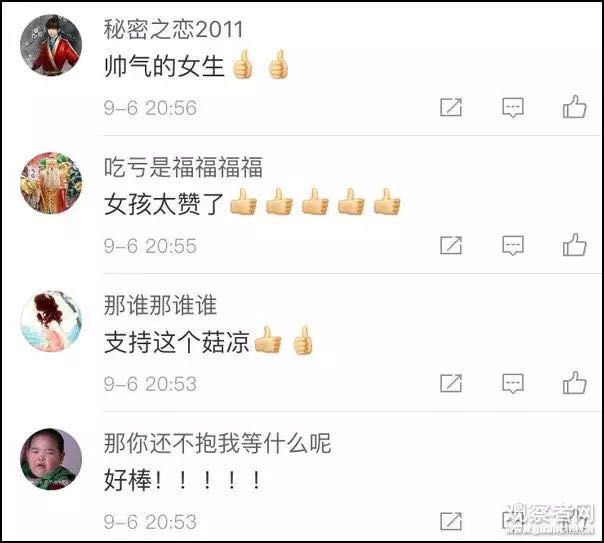 秘密之恋2011
帅气的女生👍👍
9-6 20:56
吃亏是福福福福
女孩太赞了👍👍👍👍👍
9-6 20:55
那谁那谁谁
支持这个菇凉👍👍
9-6 20:53
那你还不抱我等什么呢
好棒！！！！！
9-6 20:53
观察者网